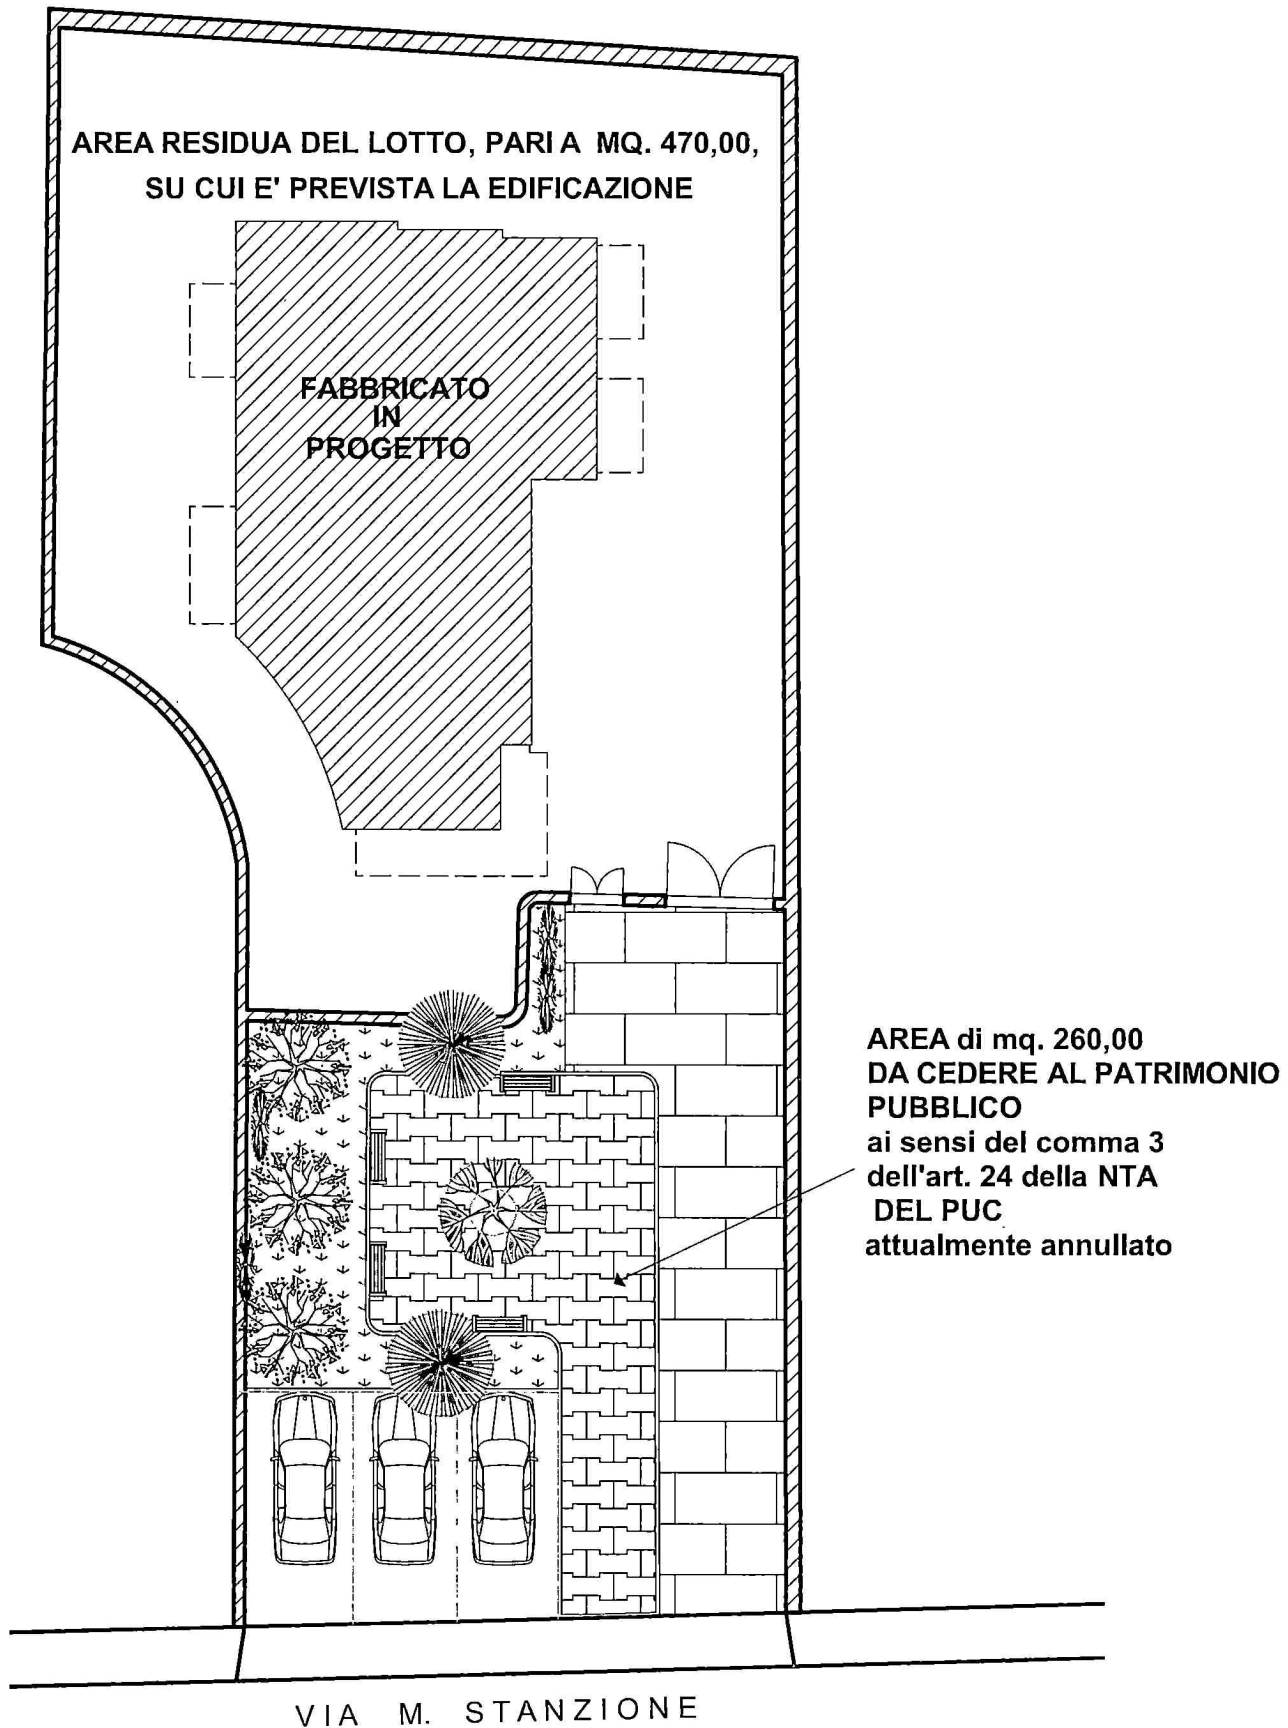 AREA RESIDUA DEL LOTTO, PARI A MQ. 470,00,
SU CUI E' PREVISTA LA EDIFICAZIONE
FABBRICATO
IN
PROGETTO
AREA di mq. 260,00
DA CEDERE AL PATRIMONIO
PUBBLICO
ai sensi del comma 3
dell'art. 24 della NTA
DEL PUC
attualmente annullato
VIA M. STANZIONE